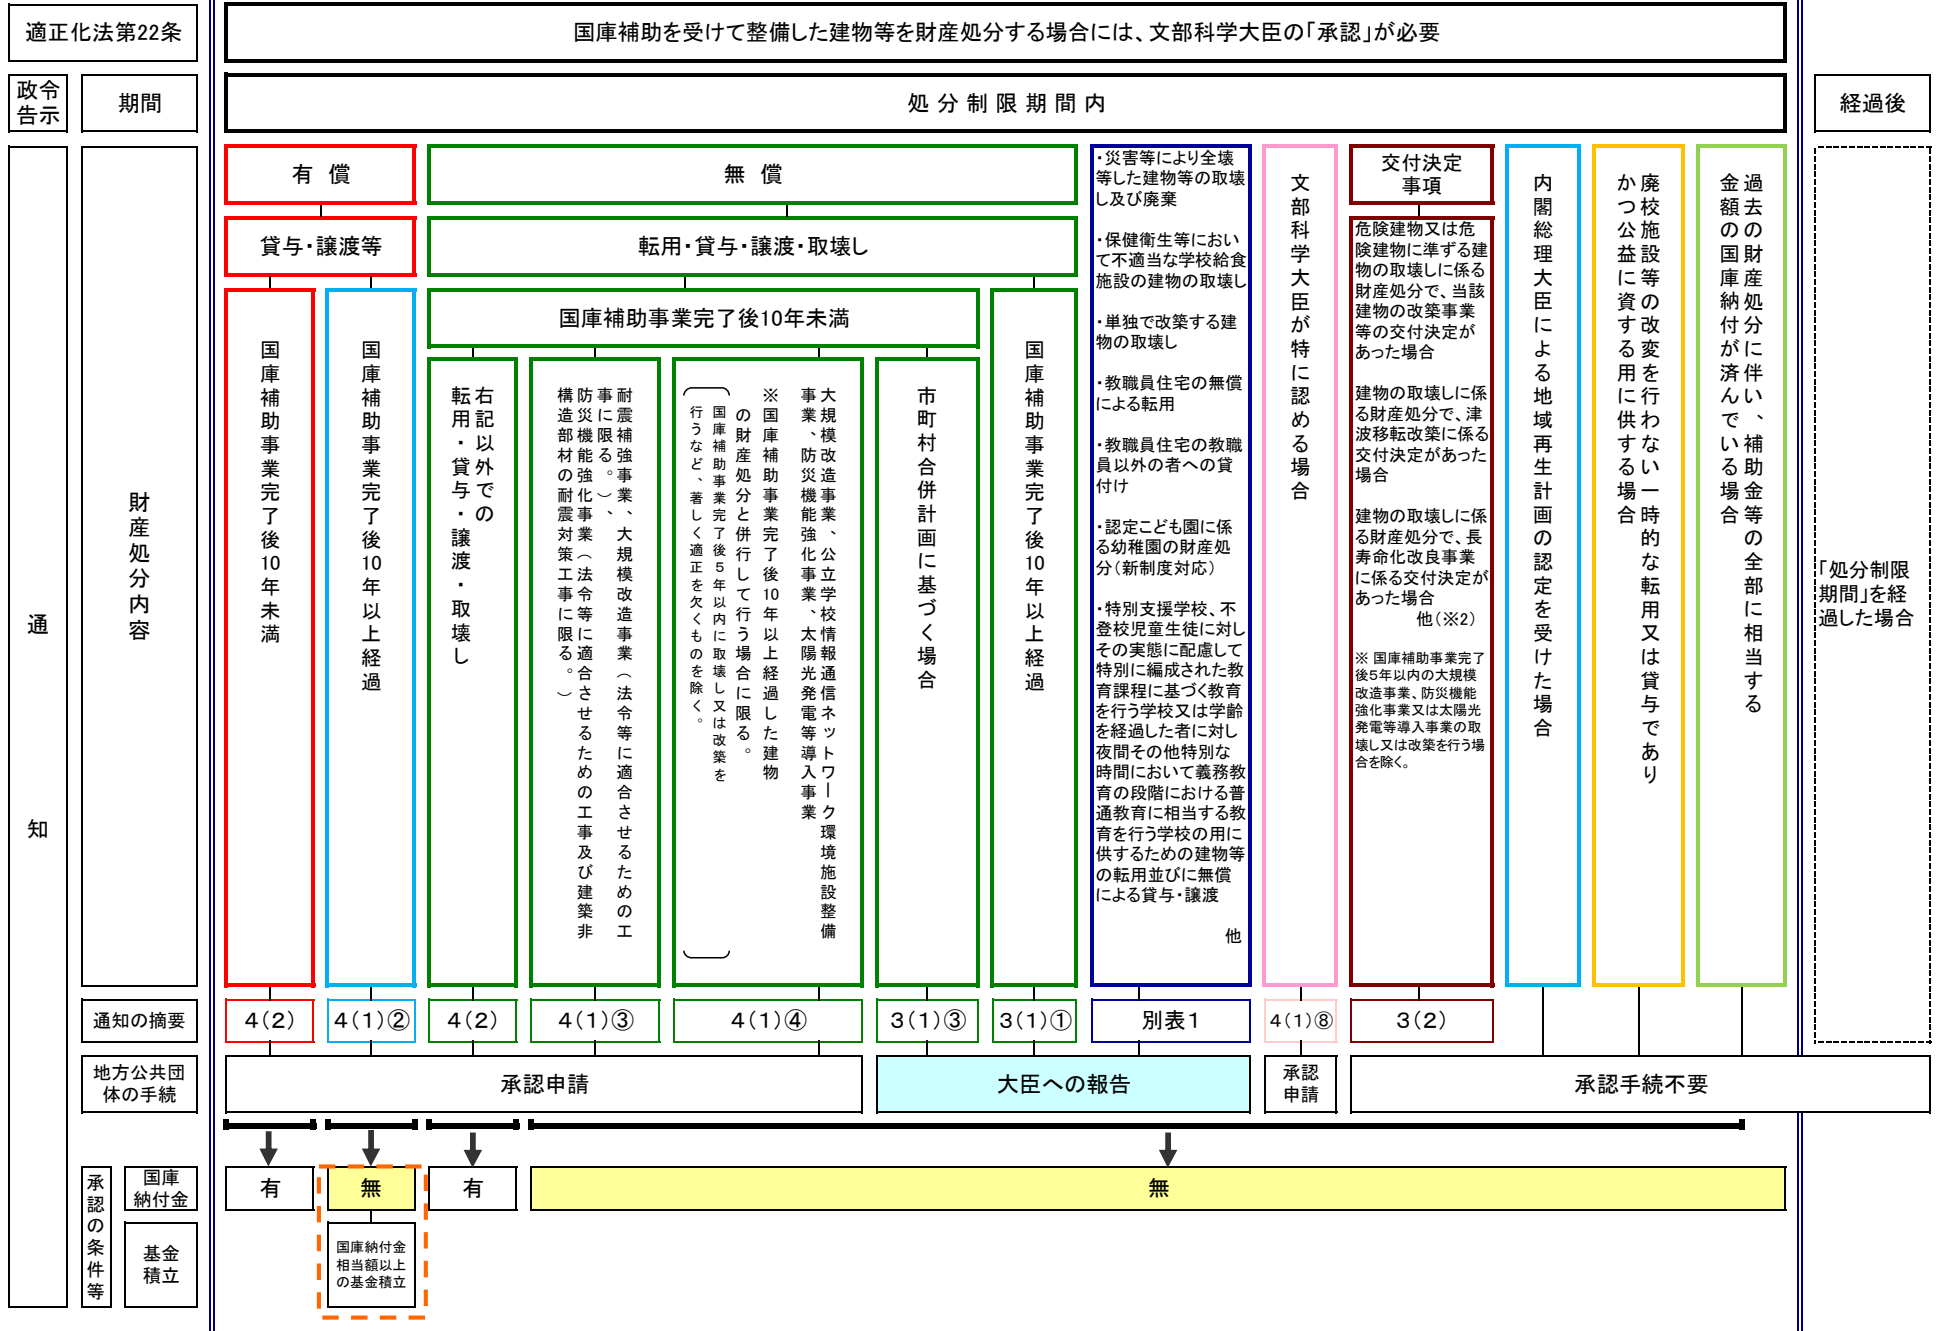 適正化法第22条
国庫補助を受けて整備した建物等を財産処分する場合には、文部科学大臣の「承認」が必要
政令
告示
期間
処分制限期間内
経過後
通知
財産処分内容
有 償
貸与・譲渡等
国庫補助事業完了後10年未満
国庫補助事業完了後10年以上経過
無 償
転用・貸与・譲渡・取壊し
国庫補助事業完了後10年未満
右記以外での
転用・貸与・譲渡・取壊し
耐震補強事業、大規模改造事業（法令等に適合させるための工
事に限る。）、
防災機能強化事業（法令等に適合させるための工事及び建築非
構造部材の耐震対策工事に限る。）
大規模改造事業、公立学校情報通信ネットワーク環境施設整備
事業、防災機能強化事業、太陽光発電等導入事業
※国庫補助事業完了後10年以上経過した建物
の財産処分と併行して行う場合に限る。
国庫補助事業完了後５年以内に取壊し又は改築を
行うなど、著しく適正を欠くものを除く。
市町村合併計画に基づく場合
国庫補助事業完了後10年以上経過
・災害等により全壊
等した建物等の取壊
し及び廃棄
・保健衛生等におい
て不適当な学校給食
施設の建物の取壊し
・単独で改築する建
物の取壊し
・教職員住宅の無償
による転用
・教職員住宅の教職
員以外の者への貸
付け
・認定こども園に係
る幼稚園の財産処
分（新制度対応）
・特別支援学校、不
登校児童生徒に対し
その実態に配慮して
特別に編成された教
育課程に基づく教育
を行う学校又は学齢
を経過した者に対し
夜間その他特別な
時間において義務教
育の段階における普
通教育に相当する教
育を行う学校の用に
供するための建物等
の転用並びに無償
による貸与・譲渡
他
文部科学大臣が特に認める場合
交付決定
事項
危険建物又は危
険建物に準ずる建
物の取壊しに係る
財産処分で、当該
建物の改築事業
等の交付決定が
あった場合
建物の取壊しに係
る財産処分で、津
波移転改築に係る
交付決定があった
場合
建物の取壊しに係
る財産処分で、長
寿命化改良事業
に係る交付決定が
あった場合
他（※2）
※ 国庫補助事業完了
後5年以内の大規模
改造事業、防災機能
強化事業又は太陽光
発電等導入事業の取
壊し又は改築を行う場
合を除く。
内閣総理大臣による地域再生計画の認定を受けた場合
廃校施設等の改変を行わない一時的な転用又は貸与であり
かつ公益に資する用に供する場合
過去の財産処分に伴い、補助金等の全部に相当する
金額の国庫納付が済んでいる場合
「処分制限
期間」を経
過した場合
通知の摘要
4（2）
4（1）②
4（2）
4（1）③
4（1）④
3（1）③
3（1）①
別表1
4（1）⑧
3（2）
地方公共団
体の手続
承認申請
大臣への報告
承認
申請
承認手続不要
承認の条件等
国庫
納付金
有
無
有
無
基金
積立
国庫納付金
相当額以上
の基金積立